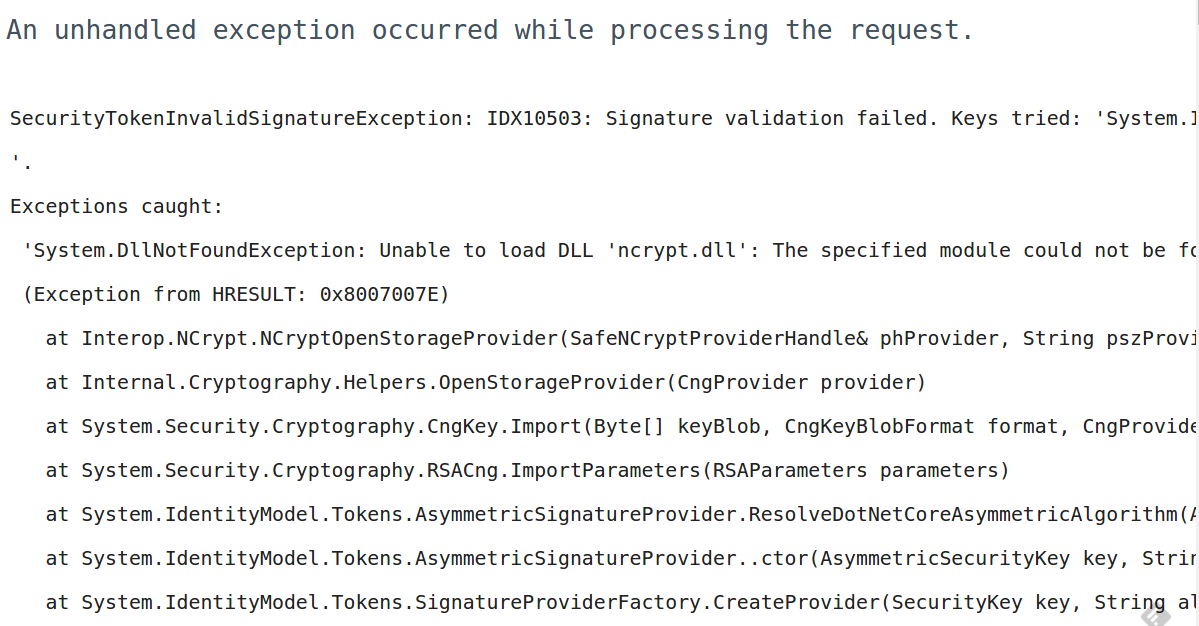 An unhandled exception occurred while processing the request.
SecurityTokenInvalidSignatureException: IDX10503: Signature validation failed. Keys tried: 'System.I
'.
Exceptions caught:
'System.DllNotFoundException: Unable to load DLL 'ncrypt.dll': The specified module could not be fo
(Exception from HRESULT: 0x8007007E)
at Interop.NCrypt.NCryptOpenStorageProvider(SafeNCryptProviderHandle& phProvider, String pszProvi
at Internal.Cryptography.Helpers.OpenStorageProvider(CngProvider provider)
at System.Security.Cryptography.CngKey.Import(Byte[] keyBlob, CngKeyBlobFormat format, CngProvide
at System.Security.Cryptography.RSACng.ImportParameters(RSAParameters parameters)
at System.IdentityModel.Tokens.AsymmetricSignatureProvider.ResolveDotNetCoreAsymmetricAlgorithm(A
at System.IdentityModel.Tokens.AsymmetricSignatureProvider..ctor(AsymmetricSecurityKey key, Strin
at System.IdentityModel.Tokens.SignatureProviderFactory.CreateProvider(SecurityKey key, String al